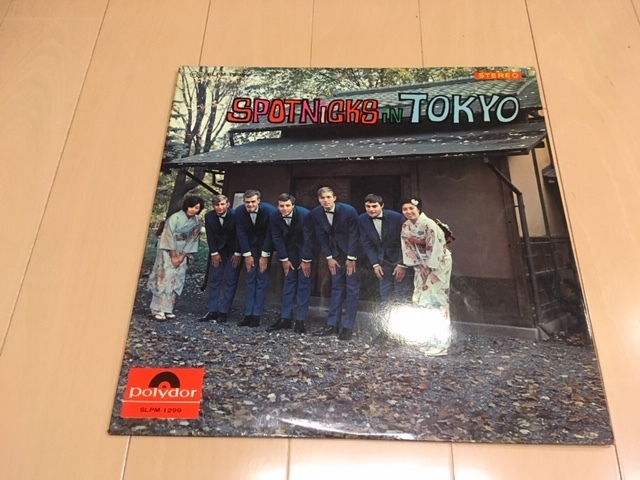 STEREO
SPOTNICKS IN TOKYO
polydor
SLPM-1299